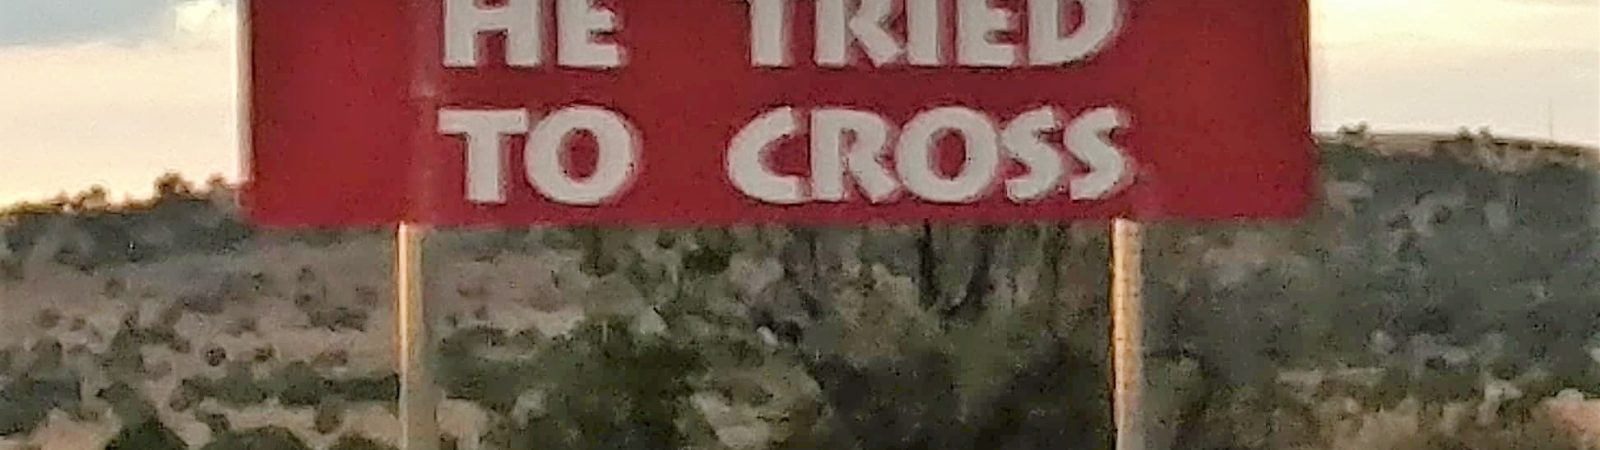 HE TRIED
TO CROSS